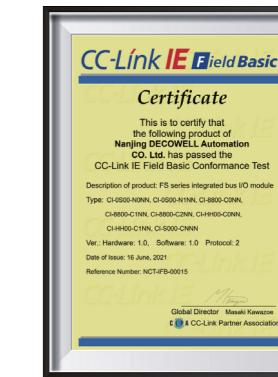 CC-Link IE Field Basic
Certificate
This is to certify that
the following product of
Nanjing DECOWELL Automation
CO. Ltd. has passed the
CC-Link IE Field Basic Conformance Test
Description of product: FS series integrated bus I/O module
Type: CI-0S00-N0NN, CI-0S00-N1NN, CI-8800-C0NN,
CI-8800-C1NN, CI-8800-C2NN, CI-HH00-C0NN,
CI-HH00-C1NN, CI-S000-CNNN
Ver.: Hardware: 1.0, Software: 1.0 Protocol: 2
Date of Issue: 16 June, 2021
Reference Number: NCT-IFB-00015
Global Director Masaki Kawazoe
CC-Link Partner Association